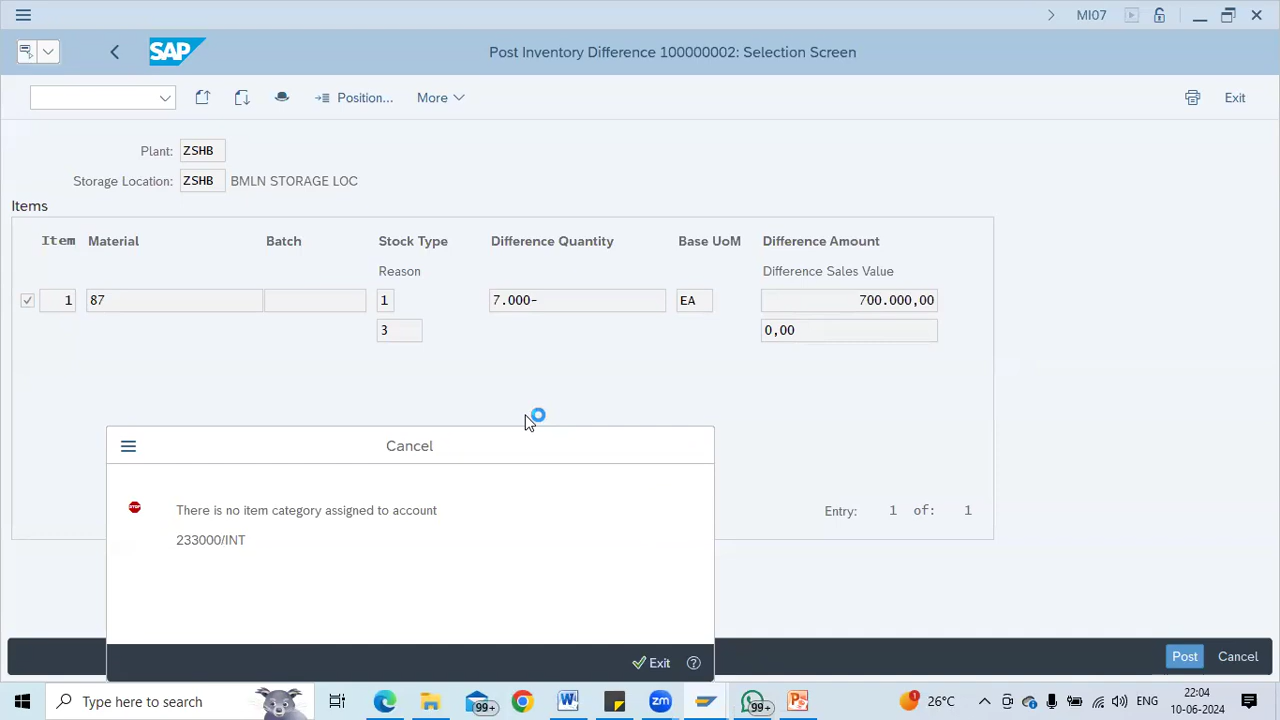 MI07
SAP
Post Inventory Difference 100000002: Selection Screen
Position... More Exit
Plant: ZSHB
Storage Location: ZSHB BMLN STORAGE LOC
Items
Item Material Batch Stock Type Difference Quantity Base UoM Difference Amount
Reason Difference Sales Value
1 87 1 7.000- EA 700.000,00
3 0,00
Cancel
There is no item category assigned to account
233000/INT
Entry: 1 of: 1
Exit
Post Cancel
Type here to search 99+ 99+ 1 26°C ENG 22:04
10-06-2024